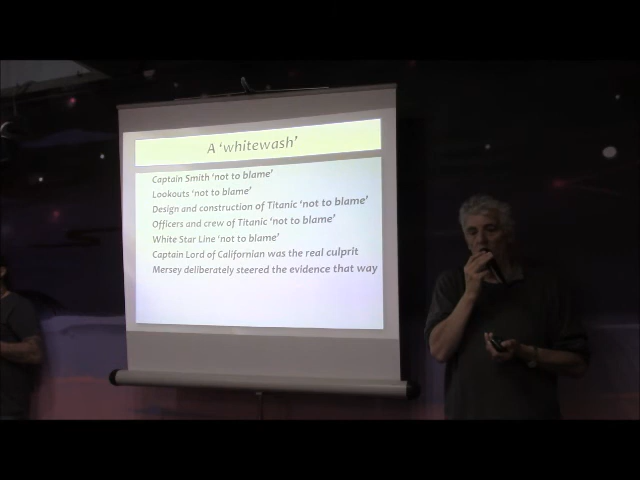 A ‘whitewash’
Captain Smith ‘not to blame’
Lookouts ‘not to blame’
Design and construction of Titanic ‘not to blame’
Officers and crew of Titanic ‘not to blame’
White Star Line ‘not to blame’
Captain Lord of Californian was the real culprit
Mersey deliberately steered the evidence that way